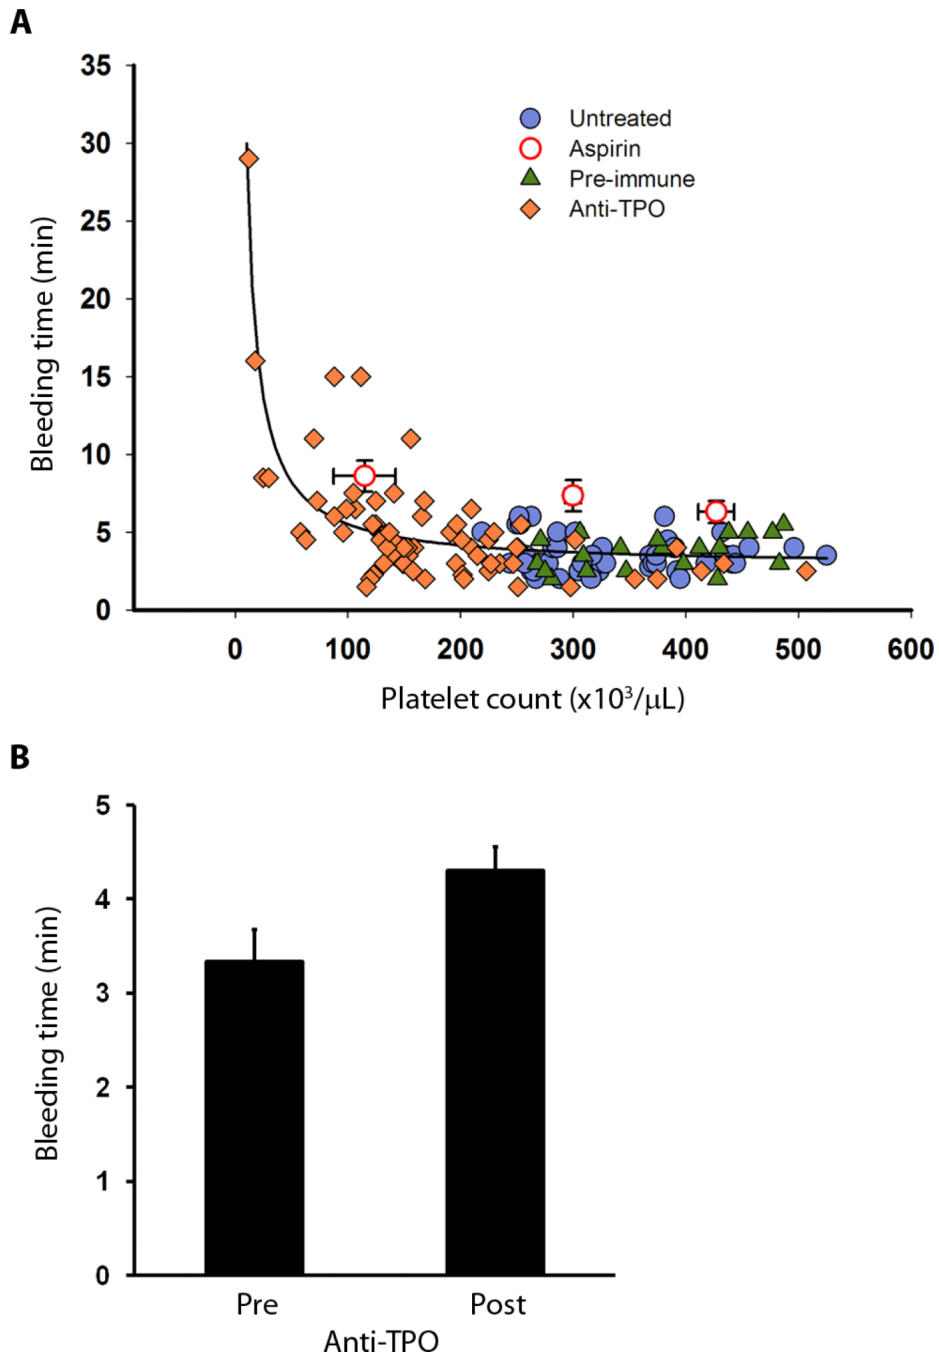 A
35
30
25
20
15
10
5
0
Bleeding time (min)
Untreated
Aspirin
Pre-immune
Anti-TPO
0 100 200 300 400 500 600
Platelet count (x10³/μL)
B
5
4
3
2
1
0
Bleeding time (min)
Pre Post
Anti-TPO